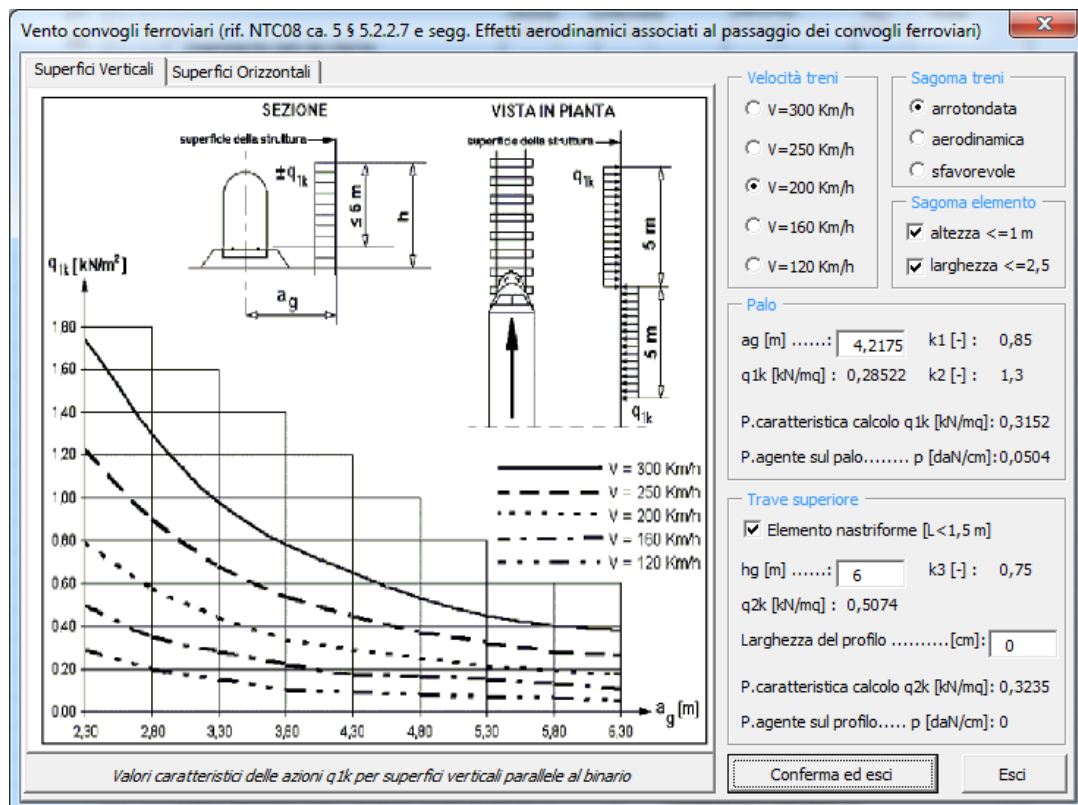 Vento convogli ferroviari (rif. NTC08 ca. 5 § 5.2.2.7 e segg. Effetti aerodinamici associati al passaggio dei convogli ferroviari)
x
Superfici Verticali
Superfici Orizzontali
SEZIONE
superficie della struttura
±q1k
≤ 6 m
h
ag
VISTA IN PIANTA
superficie della struttura
q1k
5 m
5 m
q1k
q1k [kN/m²]
1.80
1.60
1.40
1.20
1.00
0.80
0.60
0.40
0.20
0.00
2,30
2,80
3,30
3,80
4,30
4,80
5,30
5,80
6,30
ag [m]
V = 300 Km/h
V = 250 Km/h
V = 200 Km/h
V = 160 Km/h
V = 120 Km/h
Valori caratteristici delle azioni q1k per superfici verticali parallele al binario
Velocità treni
V=300 Km/h
V=250 Km/h
V=200 Km/h
V=160 Km/h
V=120 Km/h
Sagoma treni
arrotondata
aerodinamica
sfavorevole
Sagoma elemento
altezza <=1 m
larghezza <=2,5
Palo
ag [m] ......: 4,2175 k1 [-] : 0,85
q1k [kN/mq] : 0,28522 k2 [-] : 1,3
P.caratteristica calcolo q1k [kN/mq]: 0,3152
P.agente sul palo........ p [daN/cm]: 0,0504
Trave superiore
Elemento nastriforme [L<1,5 m]
hg [m] ......: 6 k3 [-] : 0,75
q2k [kN/mq] : 0,5074
Larghezza del profilo ..........[cm]: 0
P.caratteristica calcolo q2k [kN/mq]: 0,3235
P.agente sul profilo..... p [daN/cm]: 0
Conferma ed esci
Esci